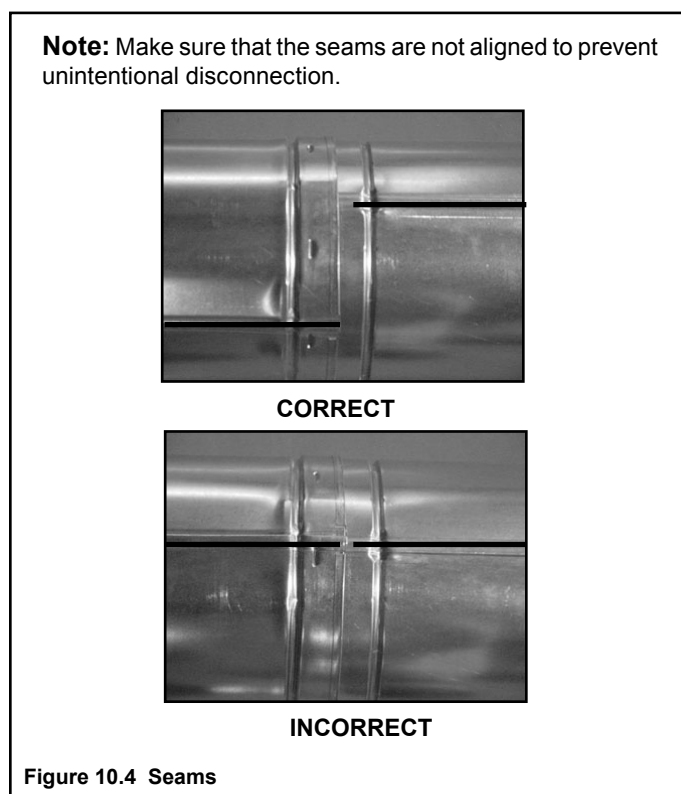 Note: Make sure that the seams are not aligned to prevent
unintentional disconnection.
CORRECT
INCORRECT
Figure 10.4  Seams